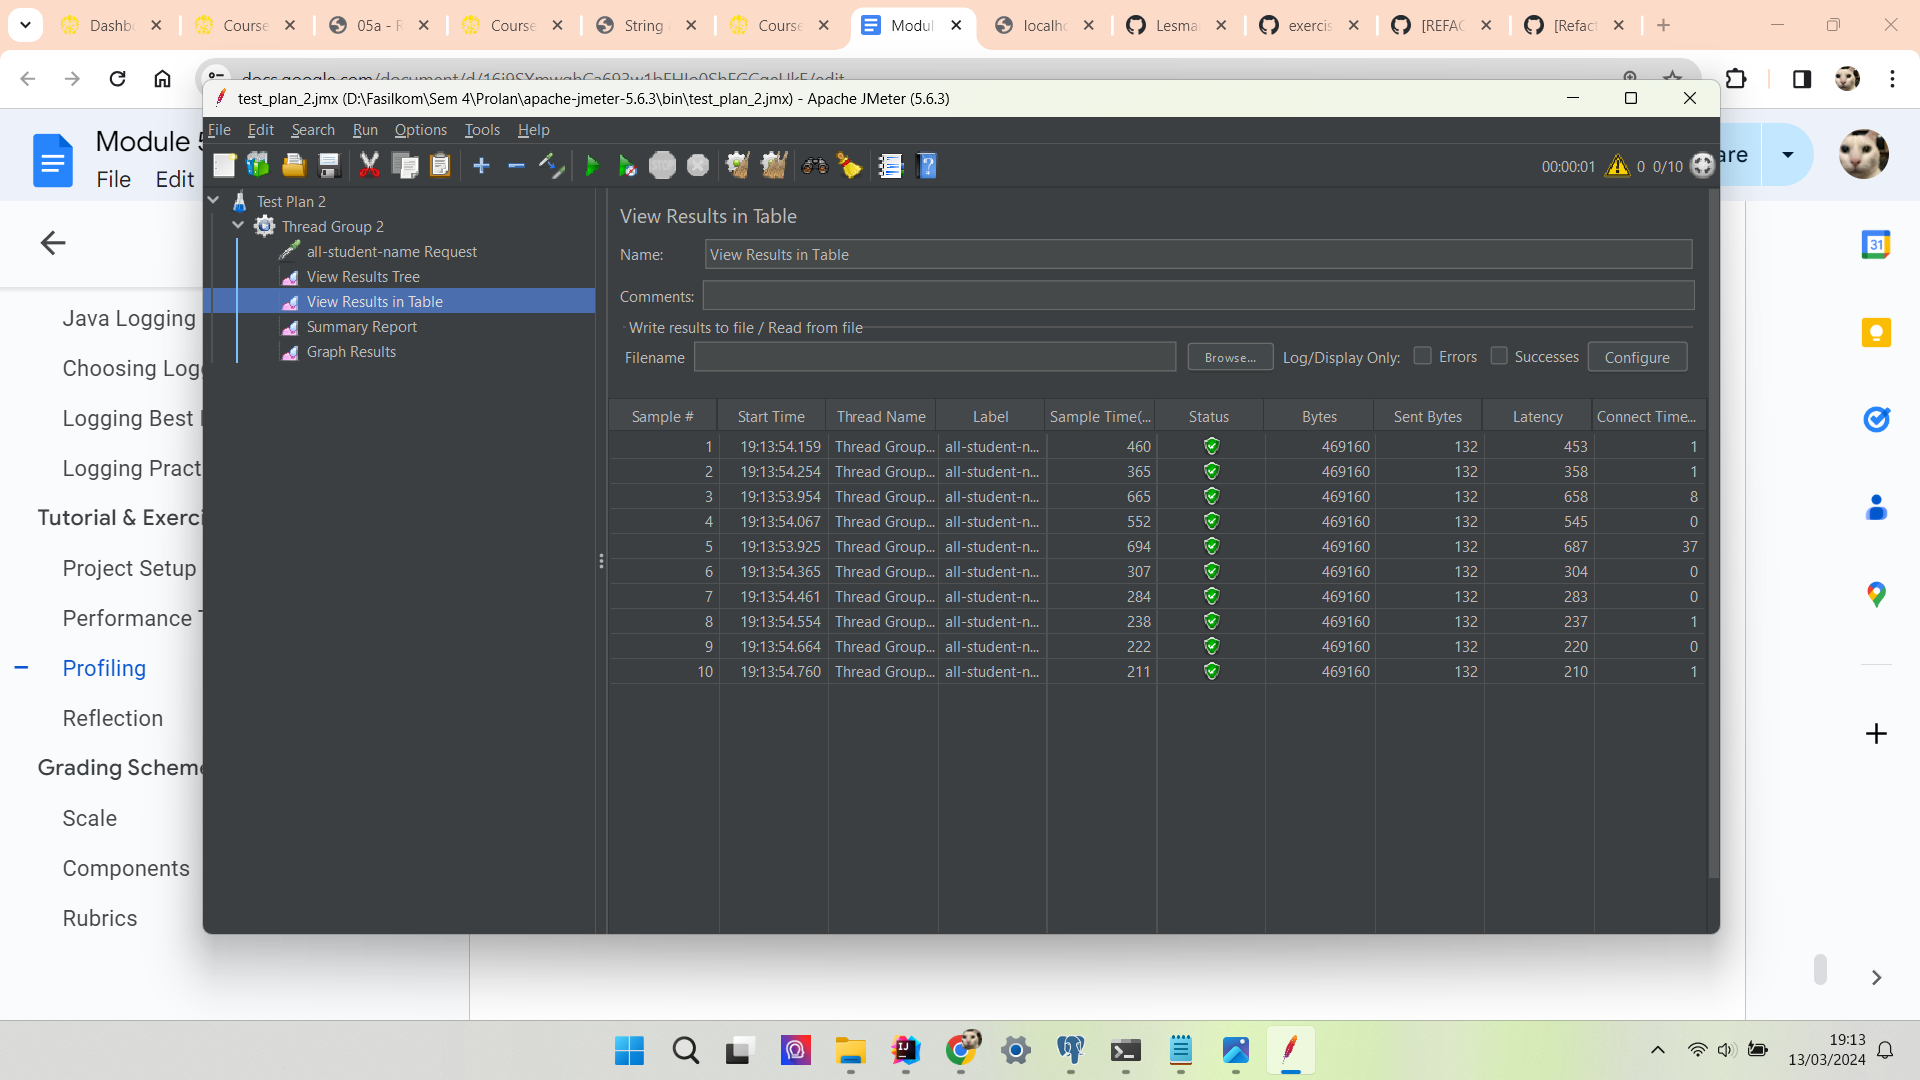 Dashb
Course
05a - R
Course
String
Course
Modul
localho
Lesma
exercis
[REFAC
[Refact
test_plan_2.jmx (D:\Fasilkom\Sem 4\Prolan\apache-jmeter-5.6.3\bin\test_plan_2.jmx) - Apache JMeter (5.6.3)
Module 5
File Edit
are
File Edit Search Run Options Tools Help
00:00:01 0 0/10
Test Plan 2
Thread Group 2
all-student-name Request
View Results Tree
View Results in Table
Summary Report
Graph Results
View Results in Table
Name: View Results in Table
Comments:
Write results to file / Read from file
Filename Browse... Log/Display Only: Errors Successes Configure
Sample # Start Time Thread Name Label Sample Time(... Status Bytes Sent Bytes Latency Connect Time...
1 19:13:54.159 Thread Group... all-student-n... 460 469160 132 453 1
2 19:13:54.254 Thread Group... all-student-n... 365 469160 132 358 1
3 19:13:53.954 Thread Group... all-student-n... 665 469160 132 658 8
4 19:13:54.067 Thread Group... all-student-n... 552 469160 132 545 0
5 19:13:53.925 Thread Group... all-student-n... 694 469160 132 687 37
6 19:13:54.365 Thread Group... all-student-n... 307 469160 132 304 0
7 19:13:54.461 Thread Group... all-student-n... 284 469160 132 283 0
8 19:13:54.554 Thread Group... all-student-n... 238 469160 132 237 1
9 19:13:54.664 Thread Group... all-student-n... 222 469160 132 220 0
10 19:13:54.760 Thread Group... all-student-n... 211 469160 132 210 1
Java Logging
Choosing Logg
Logging Best
Logging Pract
Tutorial & Exerci
Project Setup
Performance T
Profiling
Reflection
Grading Scheme
Scale
Components
Rubrics
31
19:13
13/03/2024